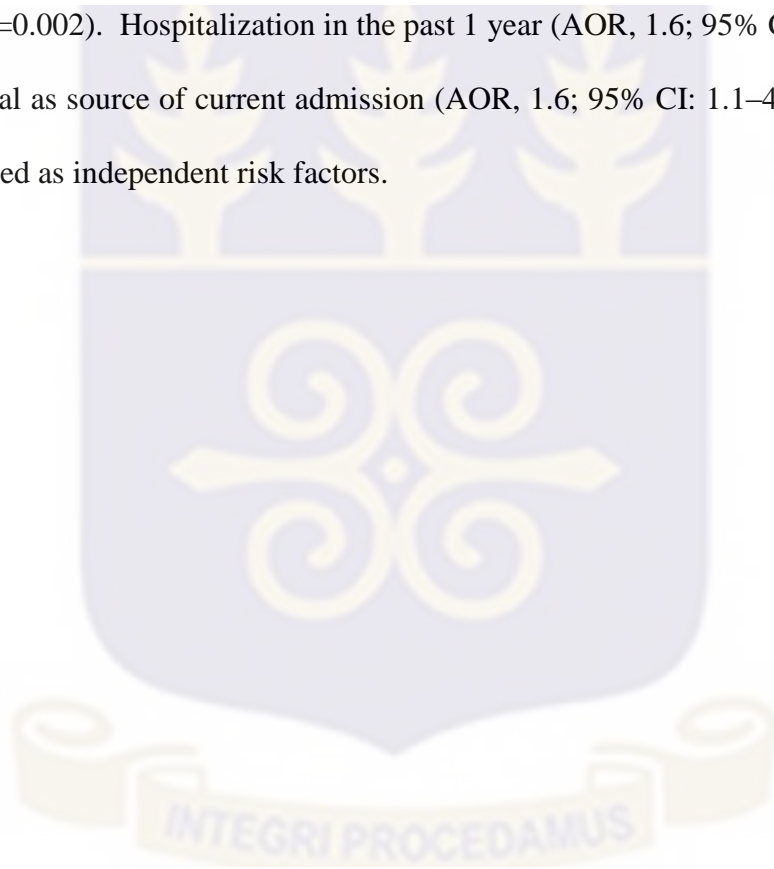 =0.002). Hospitalization in the past 1 year (AOR, 1.6; 95%
al as source of current admission (AOR, 1.6; 95% CI: 1.1–4
ed as independent risk factors.
INTEGRI PROCEDAMUS